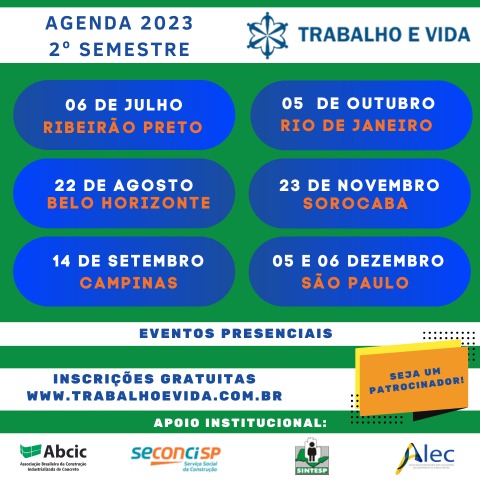 AGENDA 2023
2º SEMESTRE
TRABALHO E VIDA
06 DE JULHO
RIBEIRÃO PRETO
05 DE OUTUBRO
RIO DE JANEIRO
22 DE AGOSTO
BELO HORIZONTE
23 DE NOVEMBRO
SOROCABA
14 DE SETEMBRO
CAMPINAS
05 E 06 DEZEMBRO
SÃO PAULO
EVENTOS PRESENCIAIS
INSCRIÇÕES GRATUITAS
WWW.TRABALHOEVIDA.COM.BR
SEJA UM
PATROCINADOR!
APOIO INSTITUCIONAL:
Abcic
Associação Brasileira da Construção
Industrializada de Concreto
seconciSP
Serviço Social
da Construção
SINTESP
Alec